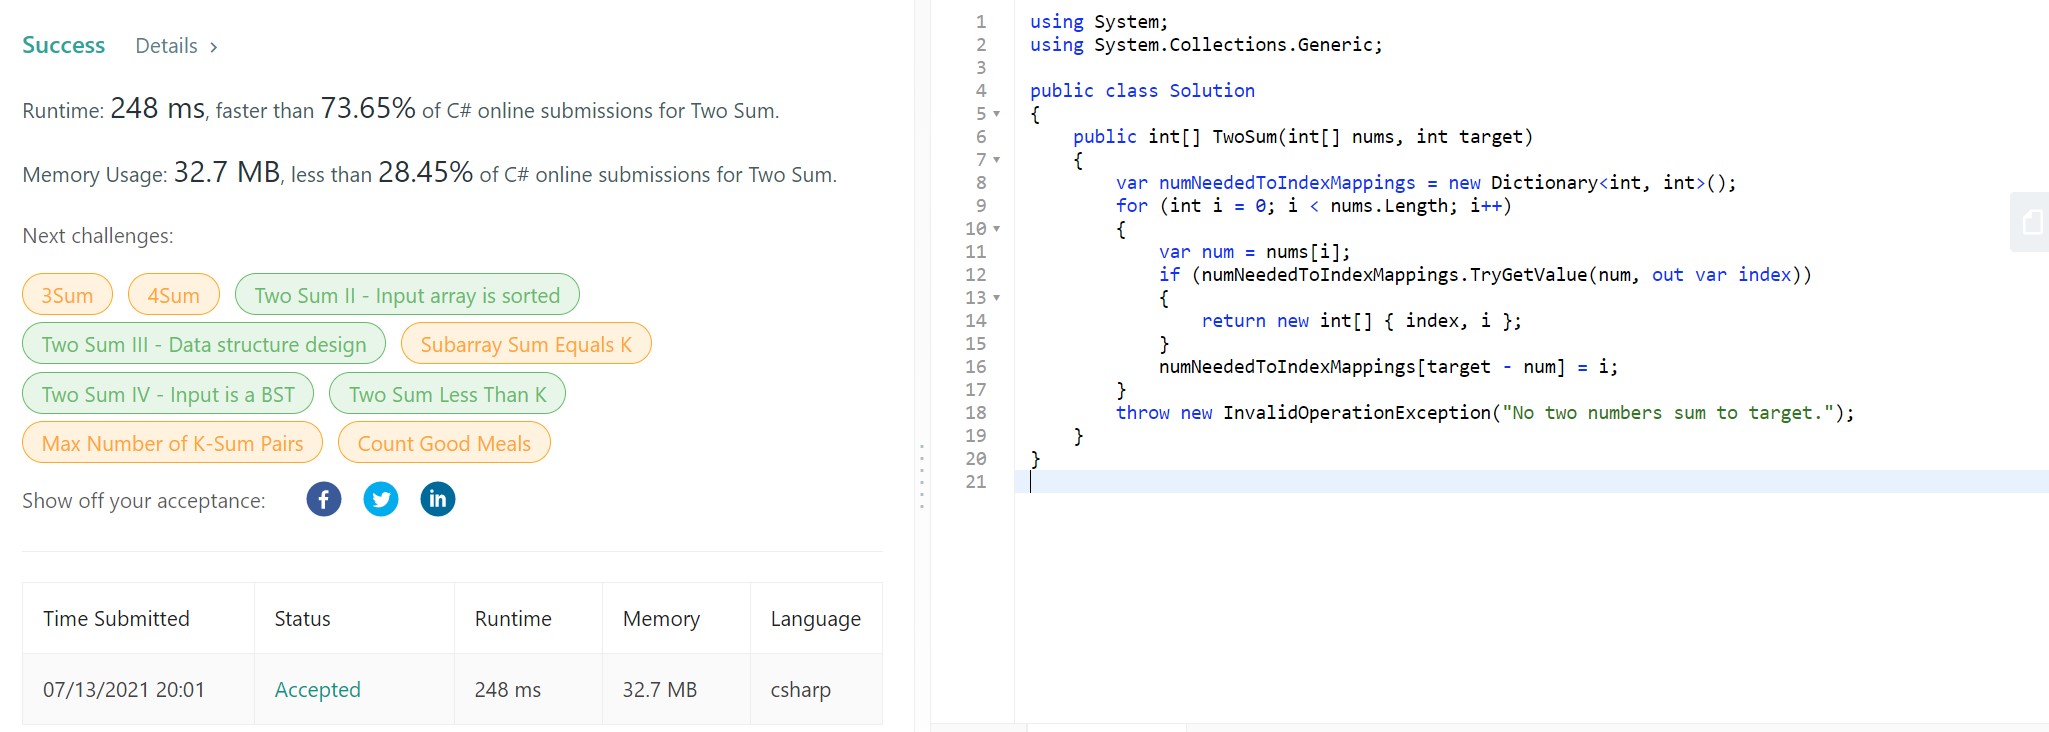 Success Details >
Runtime: 248 ms, faster than 73.65% of C# online submissions for Two Sum.
Memory Usage: 32.7 MB, less than 28.45% of C# online submissions for Two Sum.
Next challenges:
3Sum 4Sum Two Sum II - Input array is sorted
Two Sum III - Data structure design Subarray Sum Equals K
Two Sum IV - Input is a BST Two Sum Less Than K
Max Number of K-Sum Pairs Count Good Meals
Show off your acceptance: f in
Time Submitted Status Runtime Memory Language
07/13/2021 20:01 Accepted 248 ms 32.7 MB csharp
1 using System;
2 using System.Collections.Generic;
3
4 public class Solution
5 {
6 public int[] TwoSum(int[] nums, int target)
7 {
8 var numNeededToIndexMappings = new Dictionary<int, int>();
9 for (int i = 0; i < nums.Length; i++)
10 {
11 var num = nums[i];
12 if (numNeededToIndexMappings.TryGetValue(num, out var index))
13 {
14 return new int[] { index, i };
15 }
16 numNeededToIndexMappings[target - num] = i;
17 }
18 throw new InvalidOperationException("No two numbers sum to target.");
19 }
20 }
21